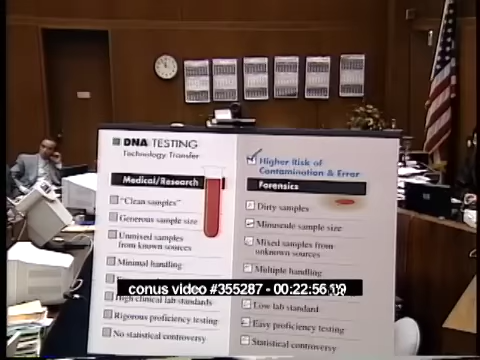 DNA TESTING
Technology Transfer
Medical/Research
"Clean samples"
Generous sample size
Unmixed samples
from known sources
Minimal handling
High clinical lab standards
Rigorous proficiency testing
No statistical controversy
Higher Risk of
Contamination & Error
Forensics
Dirty samples
Minuscule sample size
Mixed samples from
unknown sources
Multiple handling
Low lab standard
Easy proficiency testing
Statistical controversy
conus video #355287 - 00:22:56